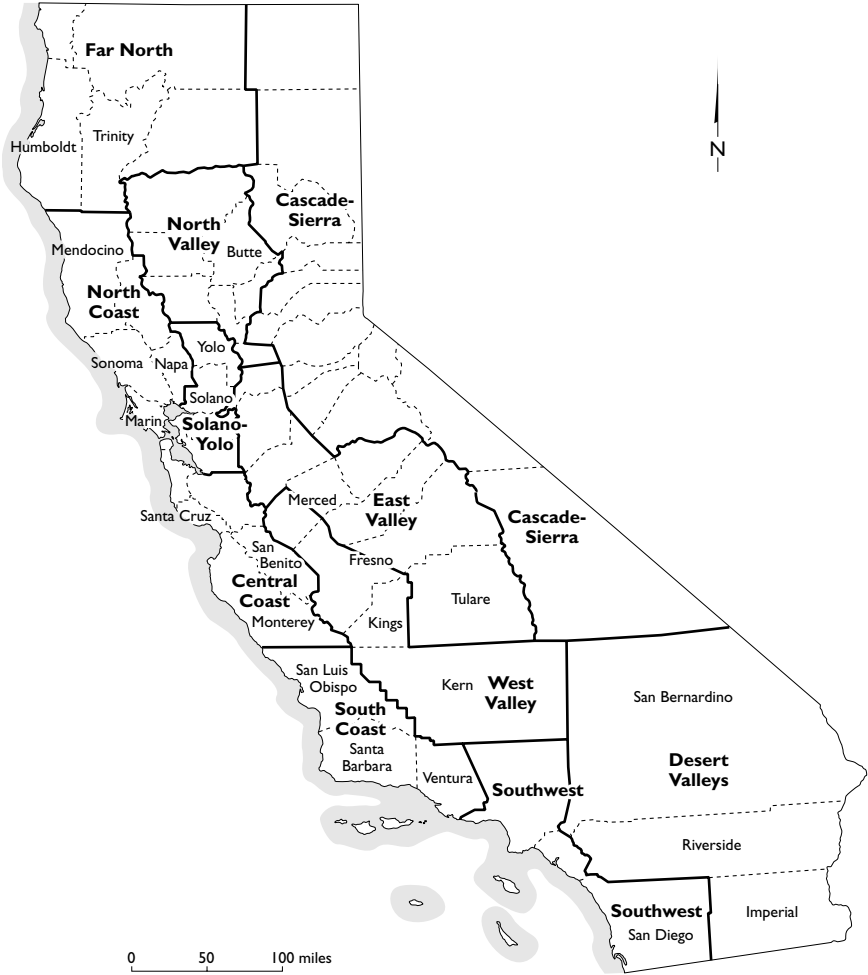 Far North
Humboldt
Trinity
N
Cascade-
Sierra
North
Valley
Butte
Mendocino
North
Coast
Yolo
Sonoma
Napa
Solano
Marin
Solano-
Yolo
Merced
East
Valley
Santa Cruz
Cascade-
Sierra
San
Benito
Fresno
Central
Coast
Tulare
Monterey
Kings
San Luis
Obispo
Kern
West
Valley
San Bernardino
South
Coast
Santa
Barbara
Desert
Valleys
Ventura
Southwest
Riverside
Southwest
Imperial
San Diego
0 50 100 miles